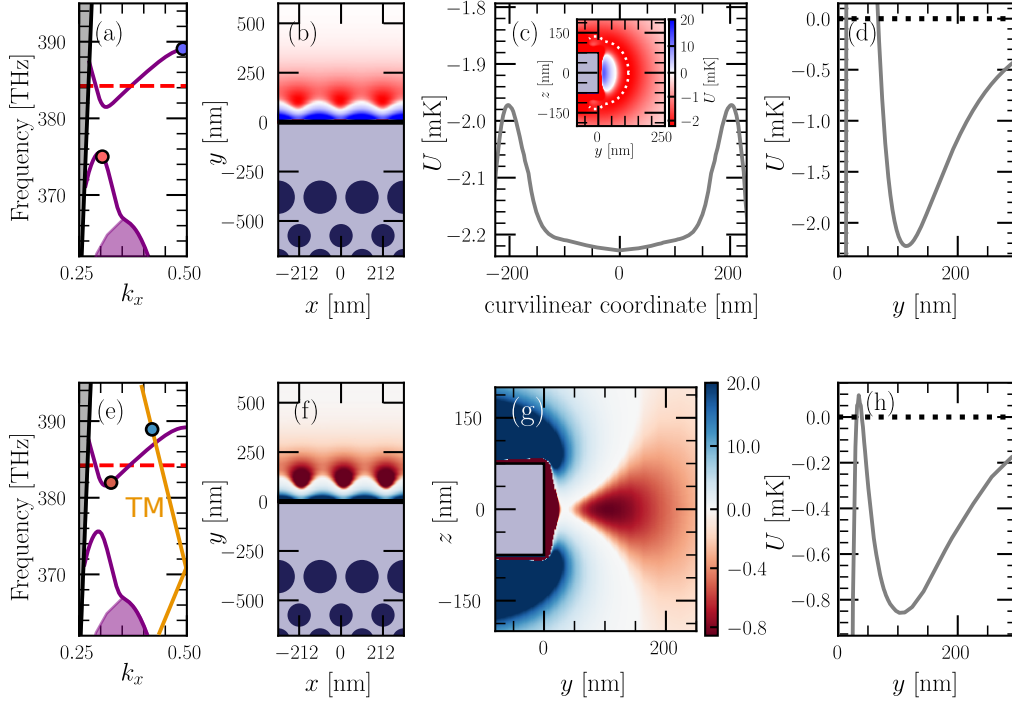 (a)
Frequency [THz]
390
380
370
0.25
0.50
k_x
(b)
y [nm]
500
250
0
−250
−500
−212
0
212
x [nm]
(c)
U [mK]
−1.8
−1.9
−2.0
−2.1
−2.2
−200
−100
0
100
200
curvilinear coordinate [nm]
z [nm]
150
0
−150
0
250
y [nm]
20
10
0
−1
−2
U [mK]
(d)
U [mK]
0.0
−0.5
−1.0
−1.5
−2.0
0
200
y [nm]
(e)
TM
Frequency [THz]
390
380
370
0.25
0.50
k_x
(f)
y [nm]
500
250
0
−250
−500
−212
0
212
x [nm]
(g)
z [nm]
150
0
−150
0
200
y [nm]
20.0
10.0
0.0
−0.4
−0.8
U [mK]
(h)
0.0
−0.2
−0.4
−0.6
−0.8
0
200
y [nm]